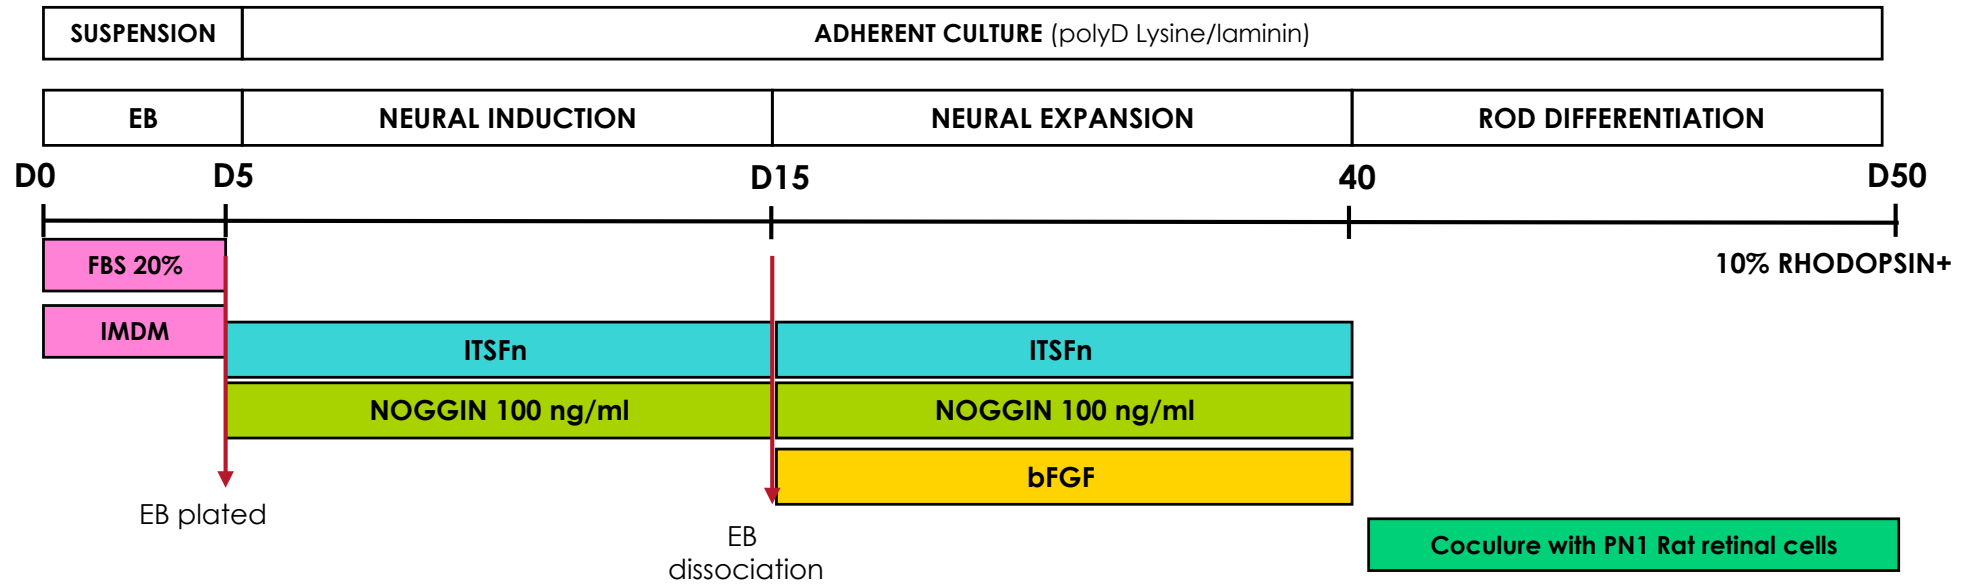 SUSPENSION
ADHERENT CULTURE (polyD Lysine/laminin)
EB
NEURAL INDUCTION
NEURAL EXPANSION
ROD DIFFERENTIATION
D0
D5
D15
40
D50
FBS 20%
10% RHODOPSIN+
IMDM
ITSFn
ITSFn
NOGGIN 100 ng/ml
NOGGIN 100 ng/ml
bFGF
EB plated
EB
dissociation
Coculure with PN1 Rat retinal cells